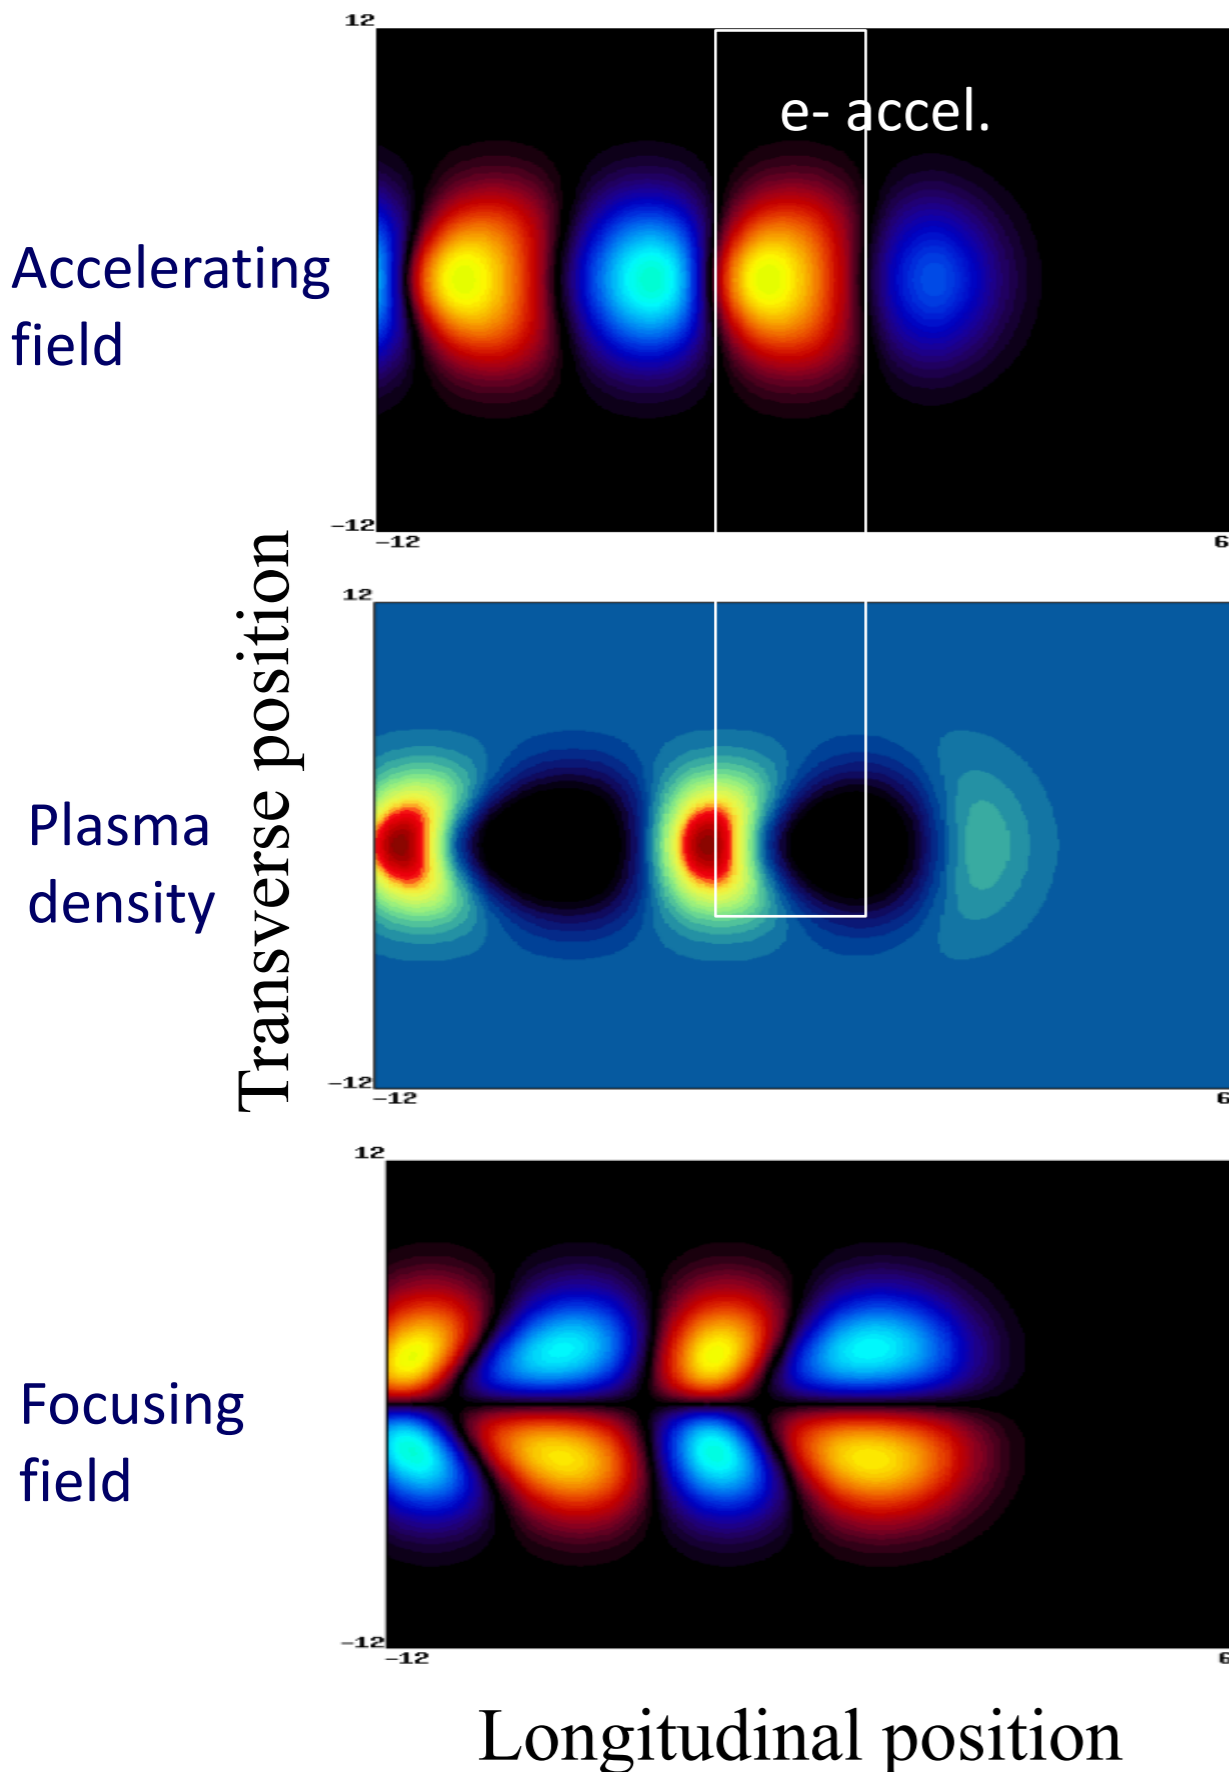 12
e- accel.
Accelerating
field
-12
-12
6
Transverse position
12
Plasma
density
-12
-12
6
12
Focusing
field
-12
-12
6
Longitudinal position